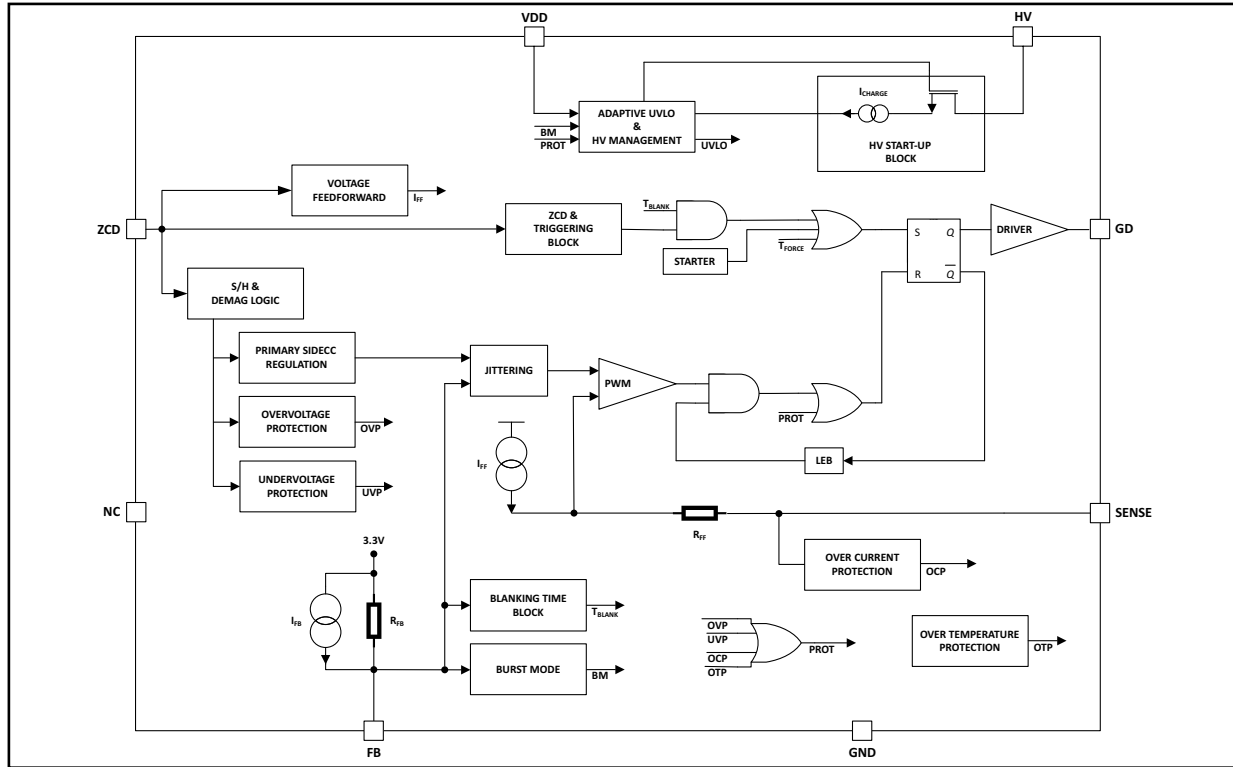 VDD
HV
ADAPTIVE UVLO
&
HV MANAGEMENT
BM
PROT
UVLO
ICHARGE
HV START-UP
BLOCK
VOLTAGE
FEEDFORWARD
IFF
ZCD
ZCD &
TRIGGERING
BLOCK
TBLANK
STARTER
TFORCE
S
Q
R
Q
DRIVER
GD
S/H &
DEMAG LOGIC
PRIMARY SIDECC
REGULATION
JITTERING
PWM
PROT
LEB
OVERVOLTAGE
PROTECTION
OVP
UNDERVOLTAGE
PROTECTION
UVP
IFF
NC
RFF
SENSE
OVER CURRENT
PROTECTION
OCP
3.3V
IFB
RFB
BLANKING TIME
BLOCK
TBLANK
BURST MODE
BM
OVP
UVP
OCP
OTP
PROT
OVER TEMPERATURE
PROTECTION
OTP
FB
GND